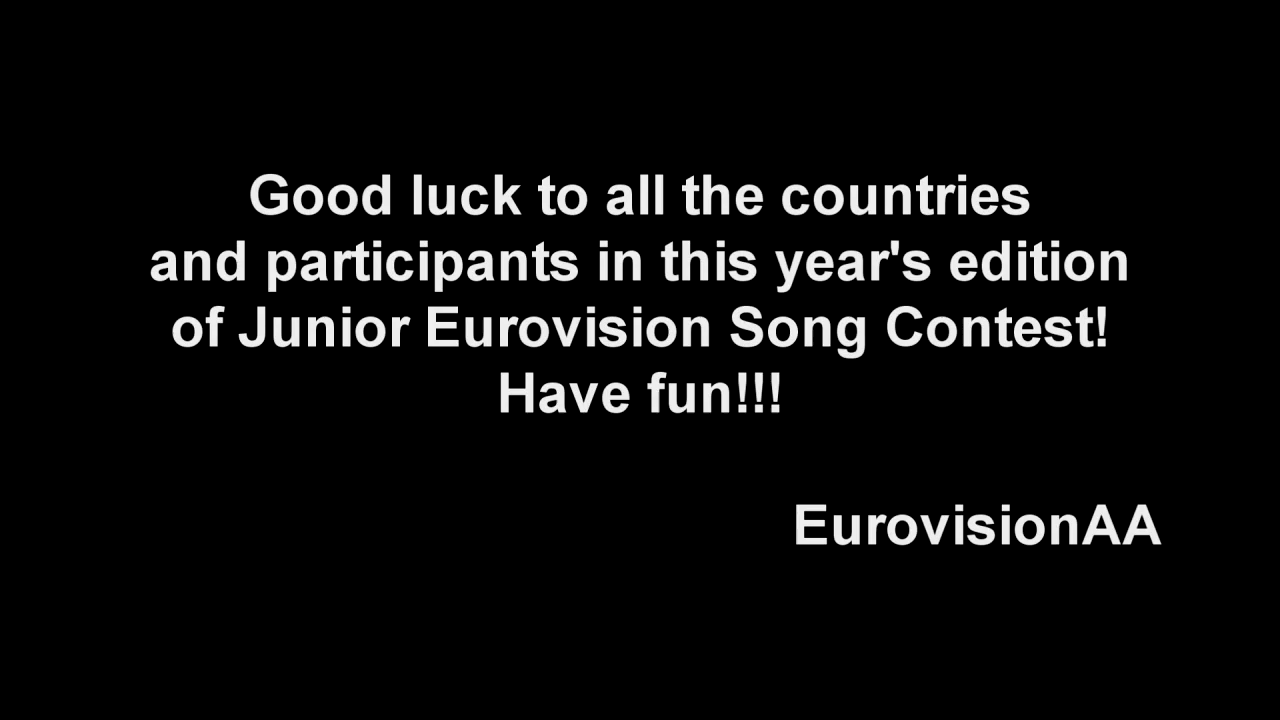 Good luck to all the countries
and participants in this year's edition
of Junior Eurovision Song Contest!
Have fun!!!
EurovisionAA